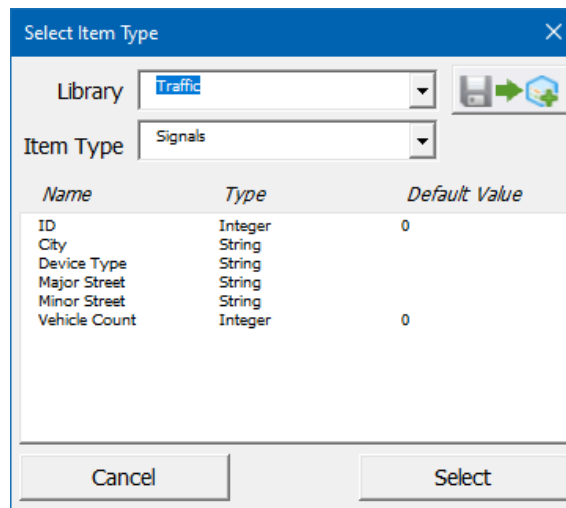 Select Item Type
Library Traffic
Item Type Signals
Name Type Default Value
ID Integer 0
City String
Device Type String
Major Street String
Minor Street String
Vehicle Count Integer 0
Cancel Select